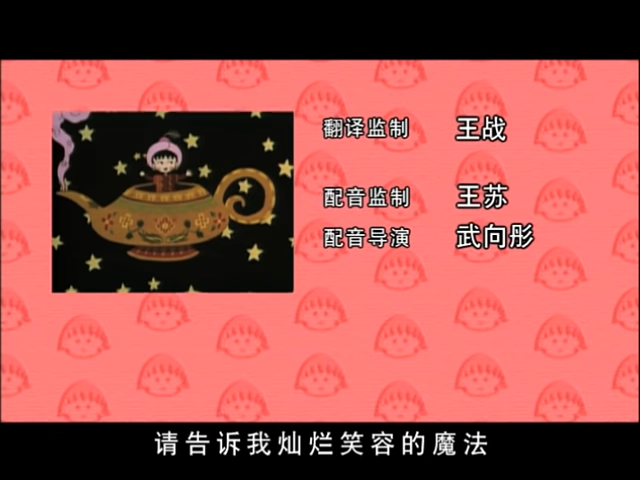 翻译监制 王战
配音监制 王苏
配音导演 武向彤
请告诉我灿烂笑容的魔法